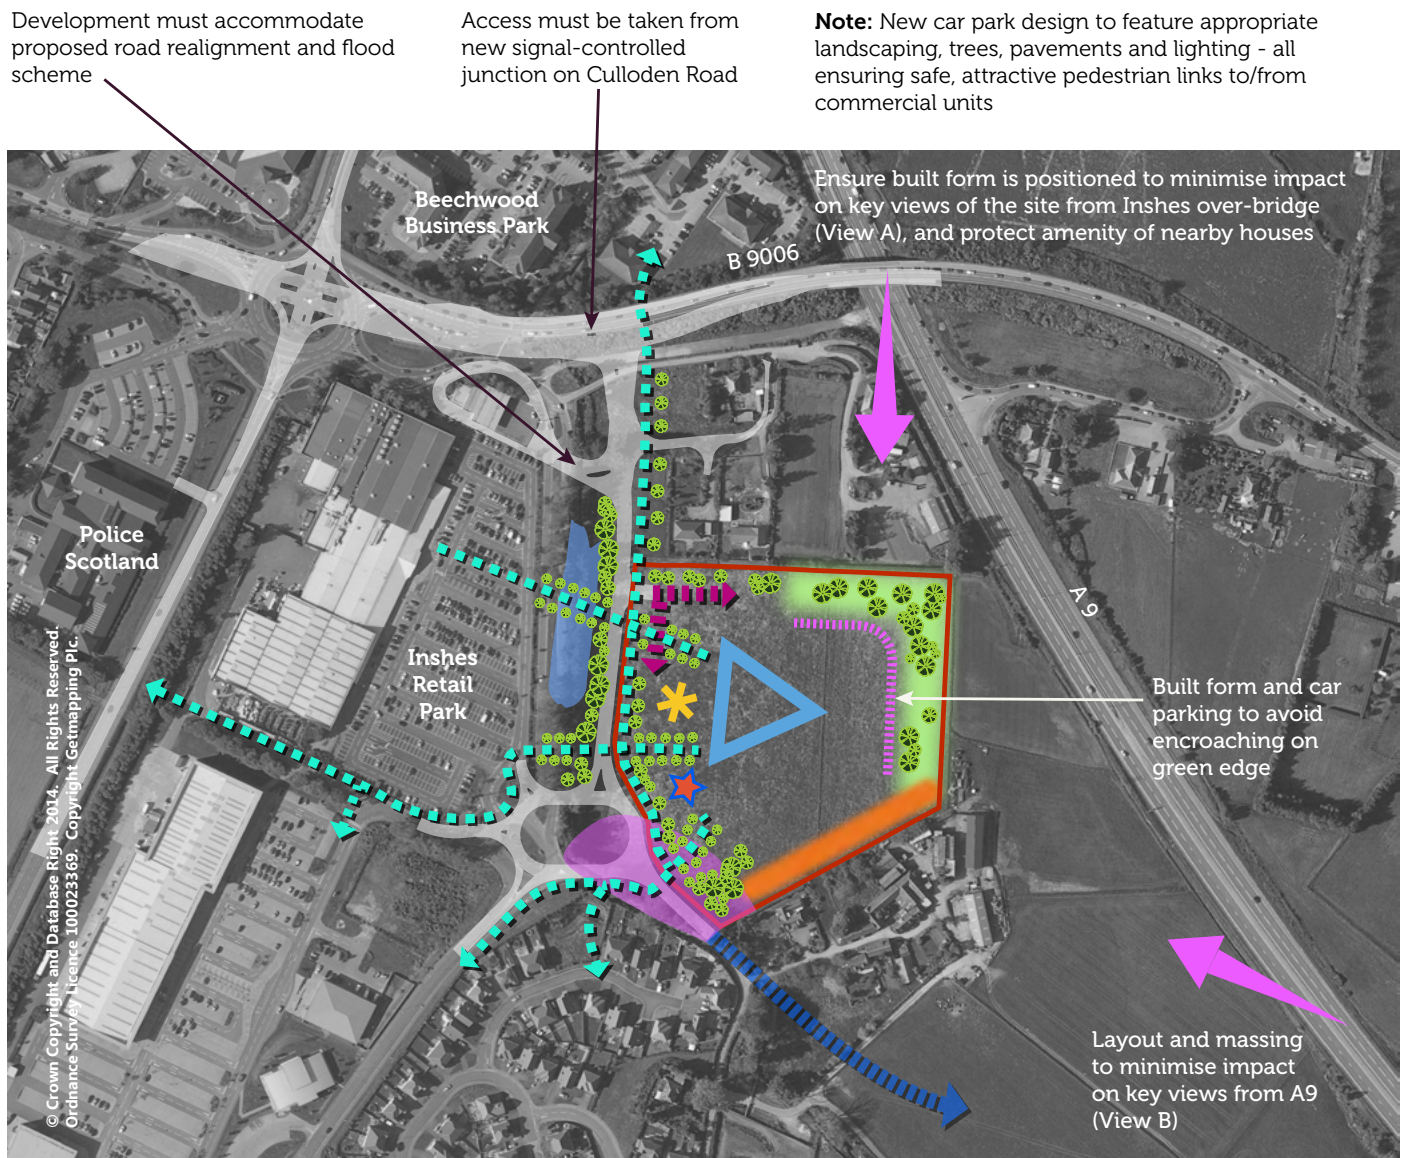 Development must accommodate
proposed road realignment and flood
scheme
Access must be taken from
new signal-controlled
junction on Culloden Road
Note: New car park design to feature appropriate
landscaping, trees, pavements and lighting - all
ensuring safe, attractive pedestrian links to/from
commercial units
Ensure built form is positioned to minimise impact
on key views of the site from Inshes over-bridge
(View A), and protect amenity of nearby houses
Beechwood
Business Park
B 9006
Police
Scotland
A 9
Inshes
Retail
Park
Built form and car
parking to avoid
encroaching on
green edge
Layout and massing
to minimise impact
on key views from A9
(View B)
© Crown Copyright and Database Right 2014. All Rights Reserved.
Ordnance Survey Licence 100023369. Copyright Getmapping Plc.